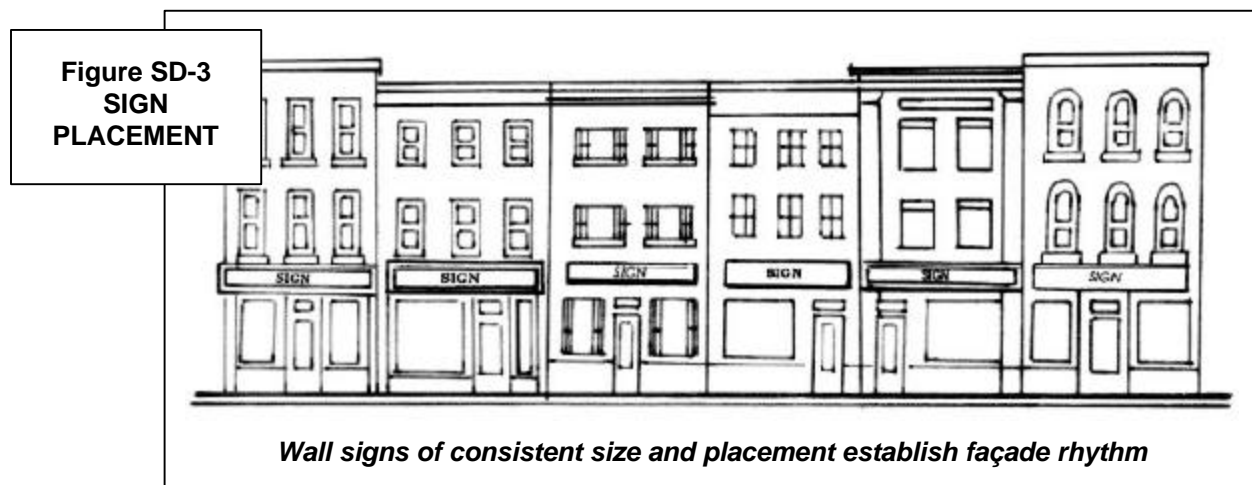 Figure SD-3
SIGN
PLACEMENT
SIGN
SIGN
SIGN
SIGN
SIGN
SIGN
Wall signs of consistent size and placement establish façade rhythm